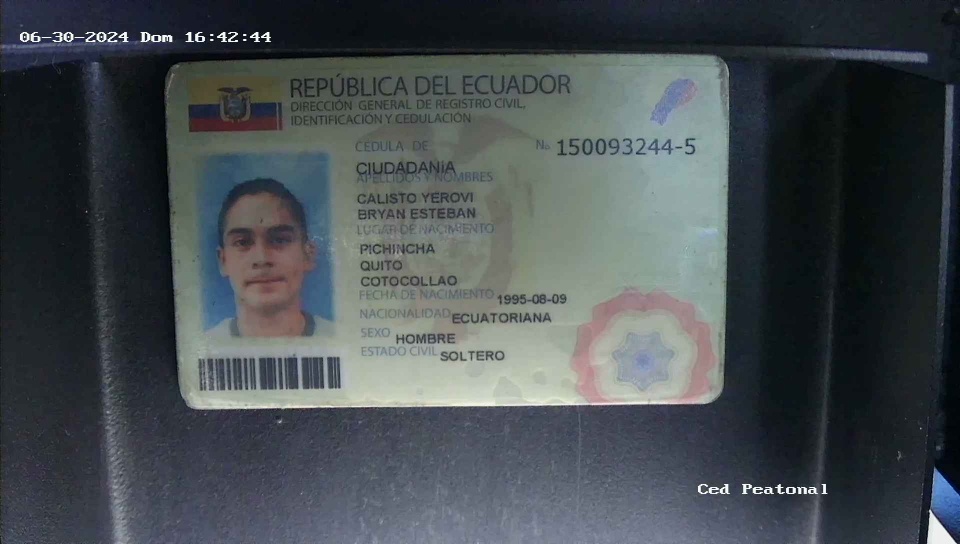 06-30-2024 Dom 16:42:44
REPÚBLICA DEL ECUADOR
DIRECCIÓN GENERAL DE REGISTRO CIVIL,
IDENTIFICACIÓN Y CEDULACIÓN
CÉDULA DE No. 150093244-5
CIUDADANÍA
APELLIDOS Y NOMBRES
CALISTO YEROVI
BRYAN ESTEBAN
LUGAR DE NACIMIENTO
PICHINCHA
QUITO
COTOCOLLAO
FECHA DE NACIMIENTO 1995-08-09
NACIONALIDAD ECUATORIANA
SEXO HOMBRE
ESTADO CIVIL SOLTERO
Ced Peatonal